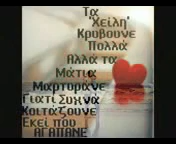 Τα
'Χείλη'
Κρύβουνε
Πολλά
Αλλά τα
Μάτια
Μαρτυράνε
Γιατί Συχνά
Κοιτάζουνε
Εκεί που
ΑΓΑΠΑΝΕ